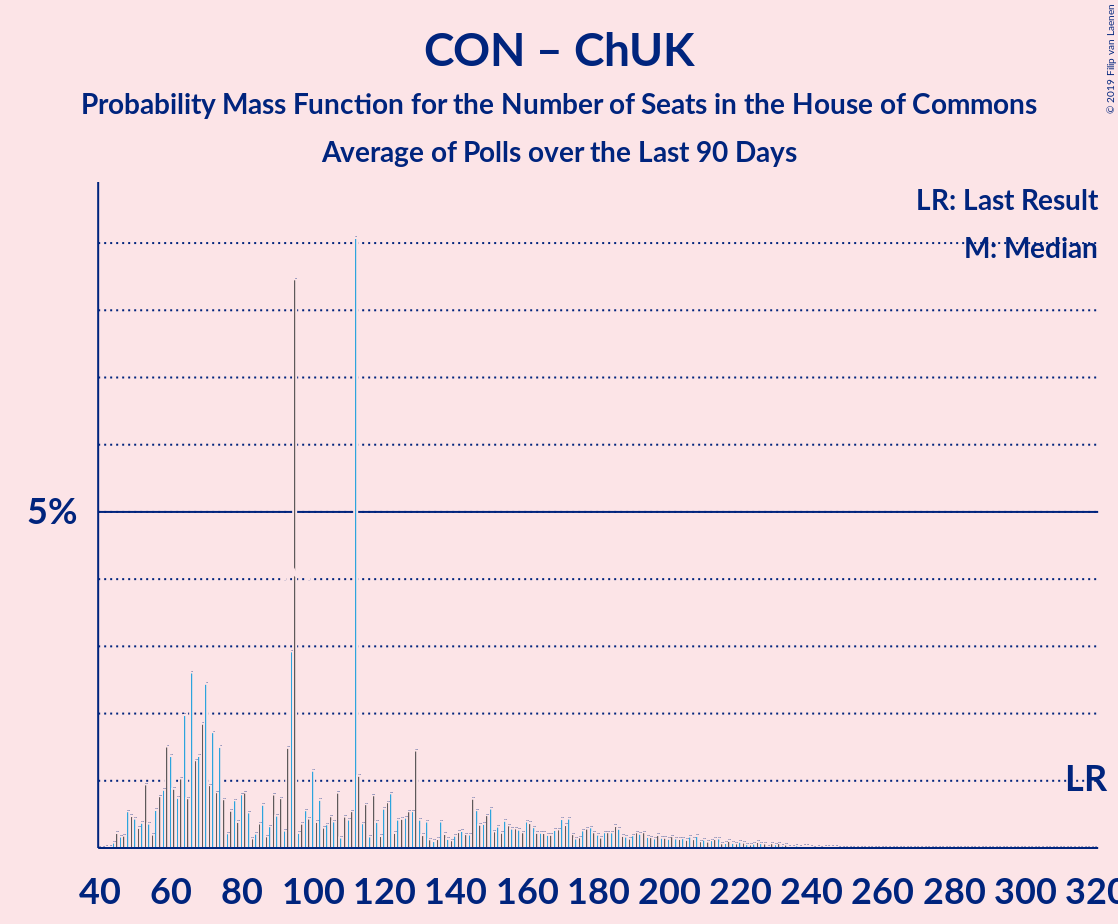 CON – ChUK
Probability Mass Function for the Number of Seats in the House of Commons
Average of Polls over the Last 90 Days
© 2019 Filip van Laenen
LR: Last Result
M: Median
5%
LR
40 60 80 100 120 140 160 180 200 220 240 260 280 300 320